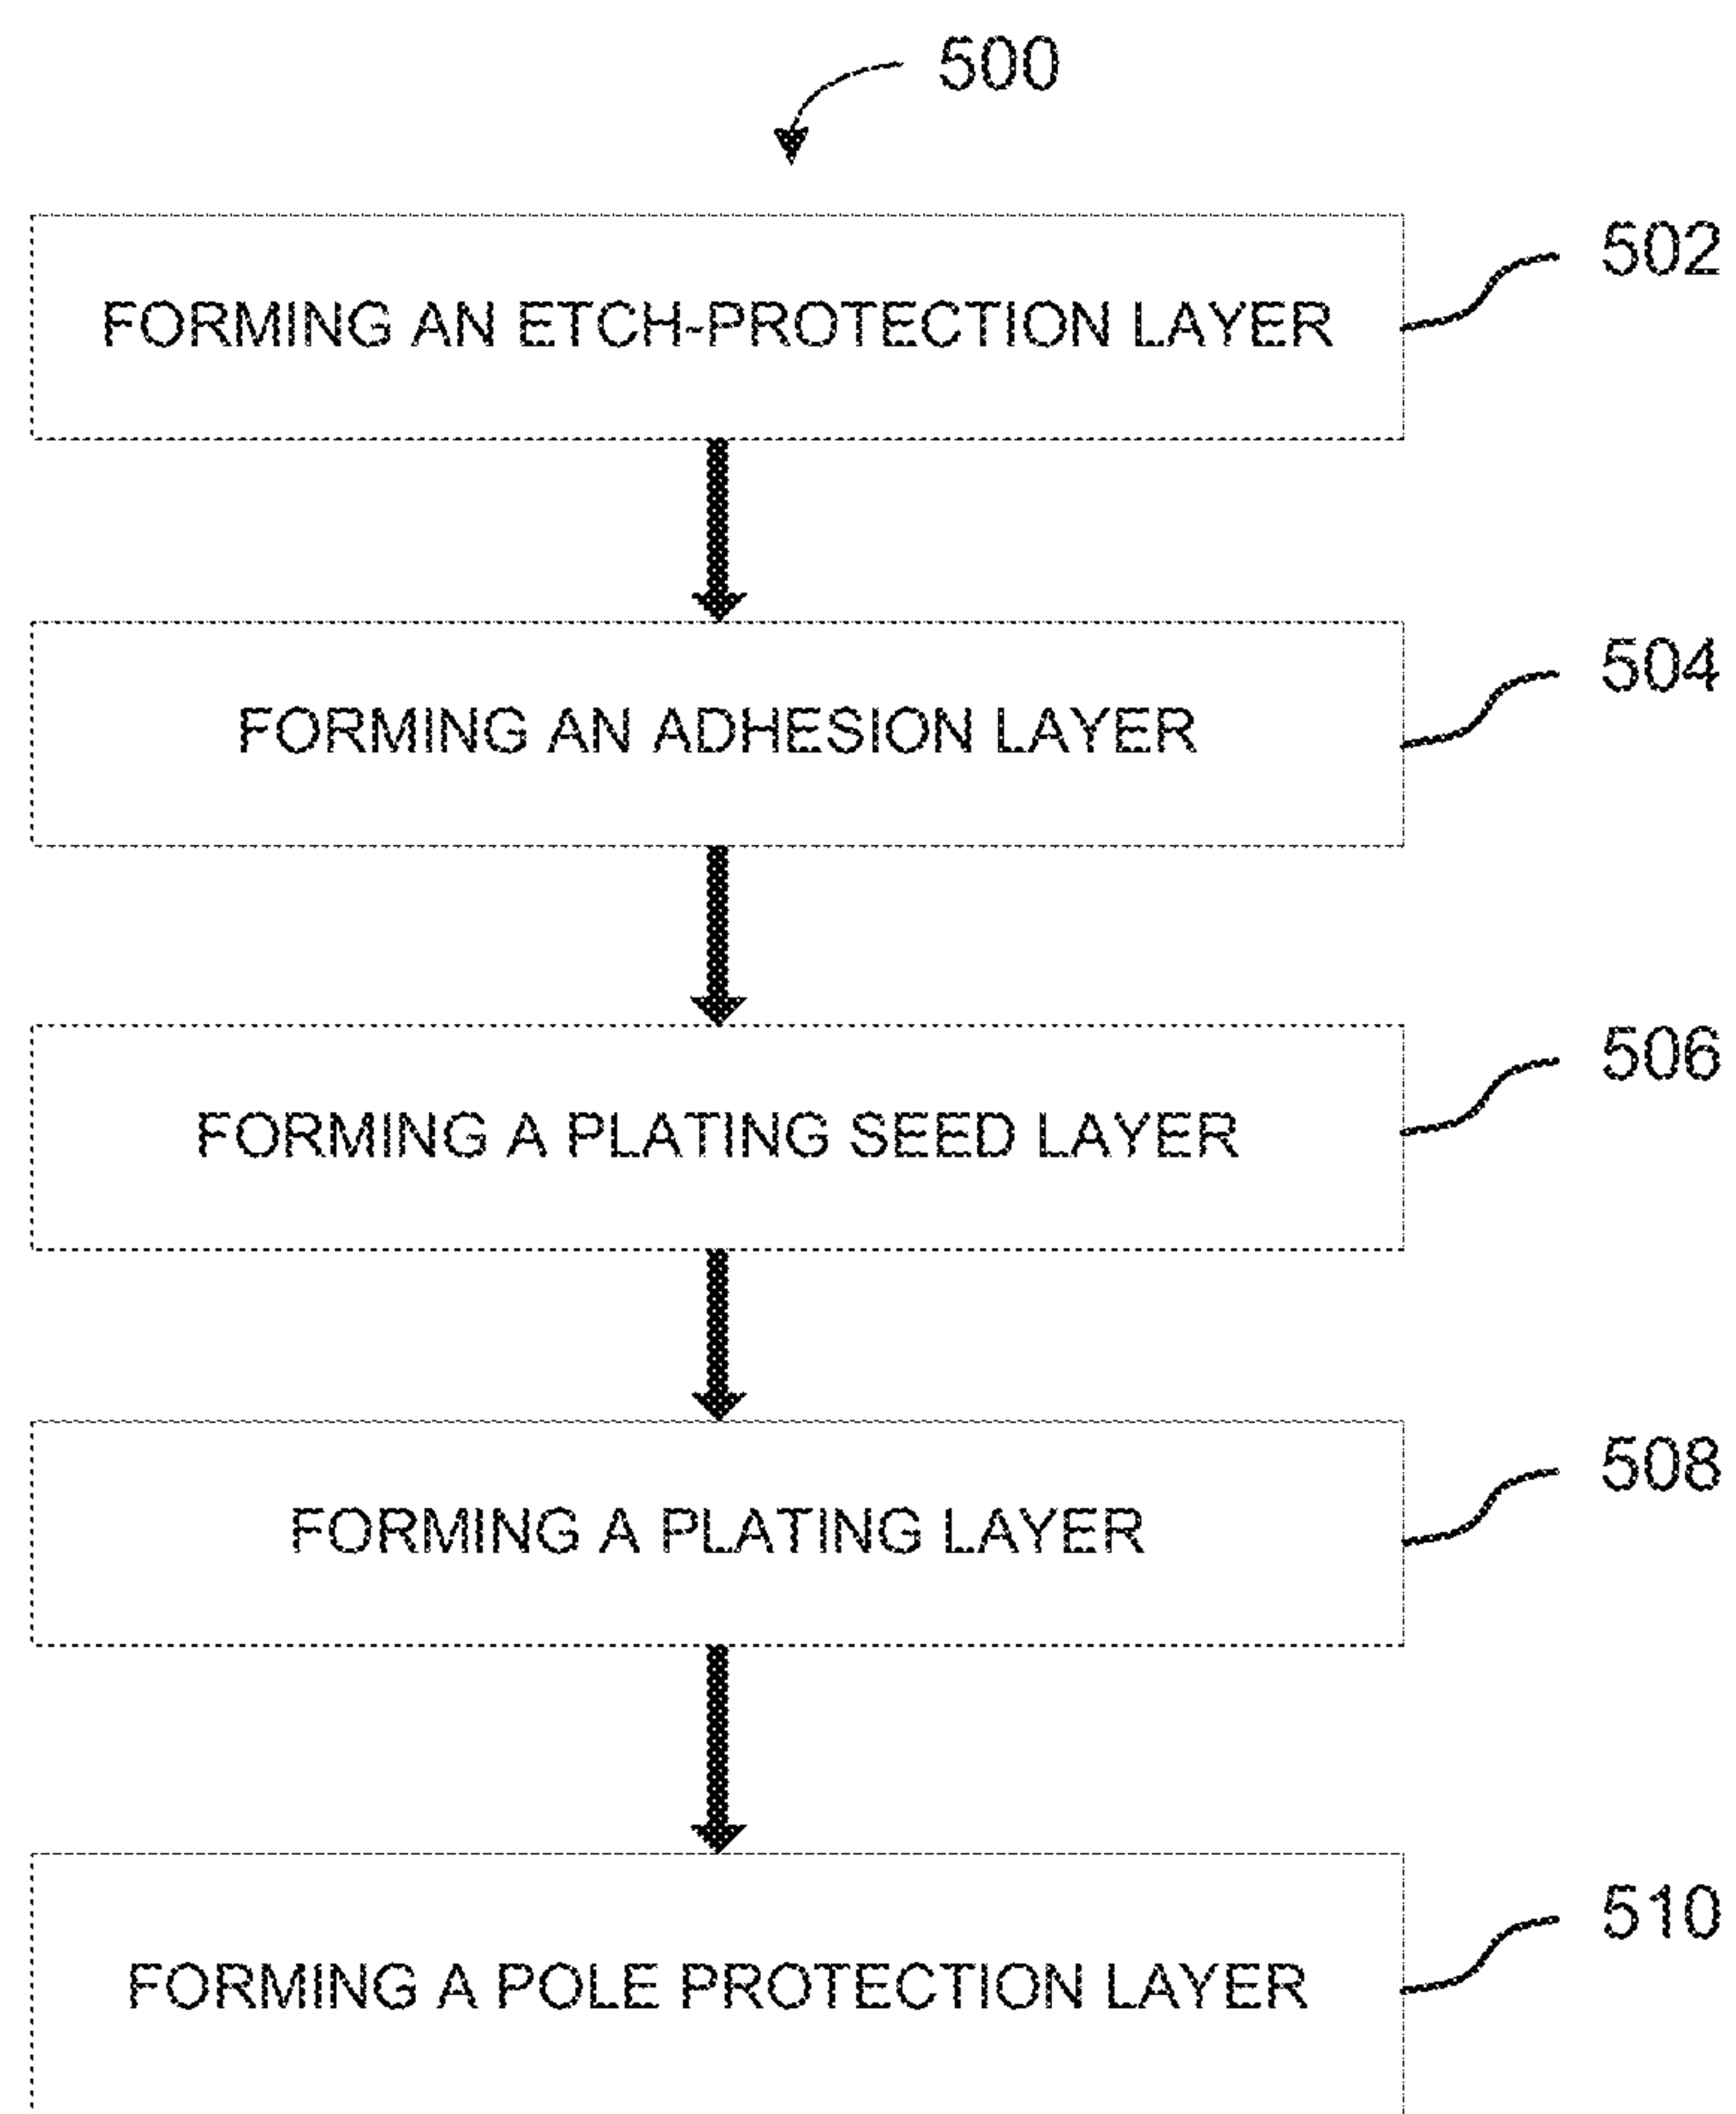 500
FORMING AN ETCH-PROTECTION LAYER
502
FORMING AN ADHESION LAYER
504
FORMING A PLATING SEED LAYER
506
FORMING A PLATING LAYER
508
FORMING A POLE PROTECTION LAYER
510